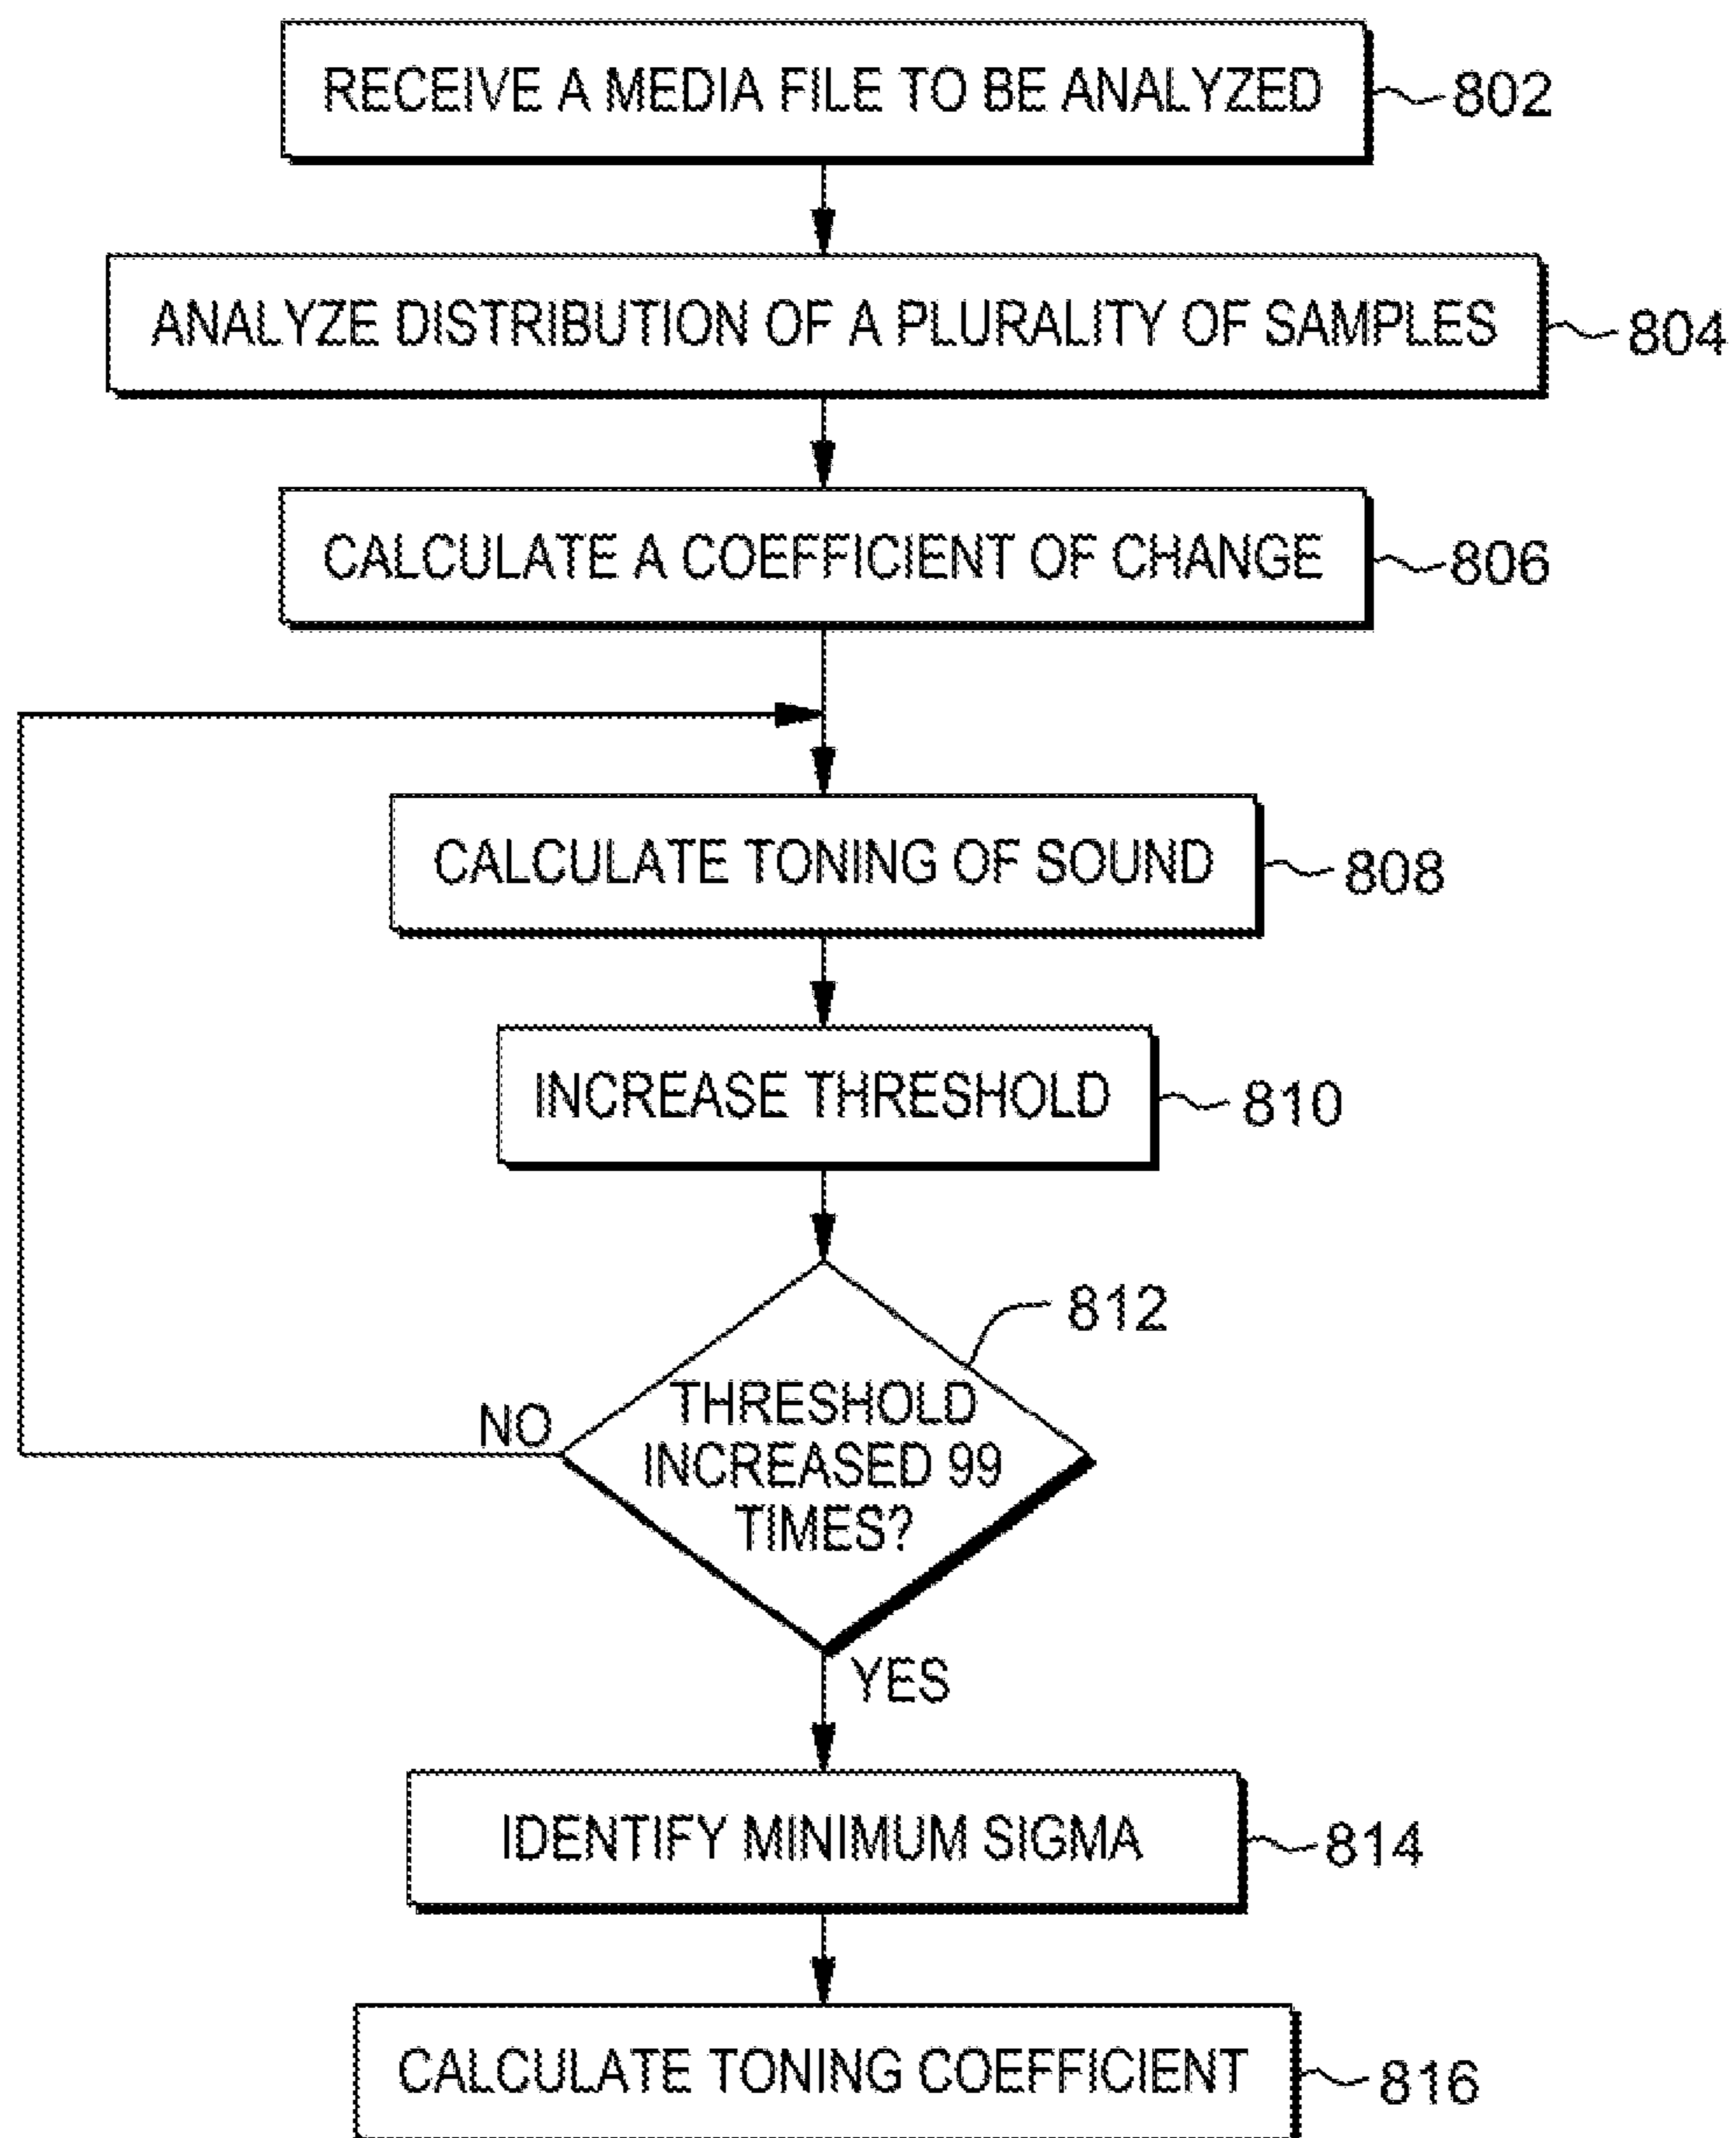 RECEIVE A MEDIA FILE TO BE ANALYZED
802
ANALYZE DISTRIBUTION OF A PLURALITY OF SAMPLES
804
CALCULATE A COEFFICIENT OF CHANGE
806
CALCULATE TONING OF SOUND
808
INCREASE THRESHOLD
810
812
THRESHOLD
INCREASED 99
TIMES?
NO
YES
IDENTIFY MINIMUM SIGMA
814
CALCULATE TONING COEFFICIENT
816